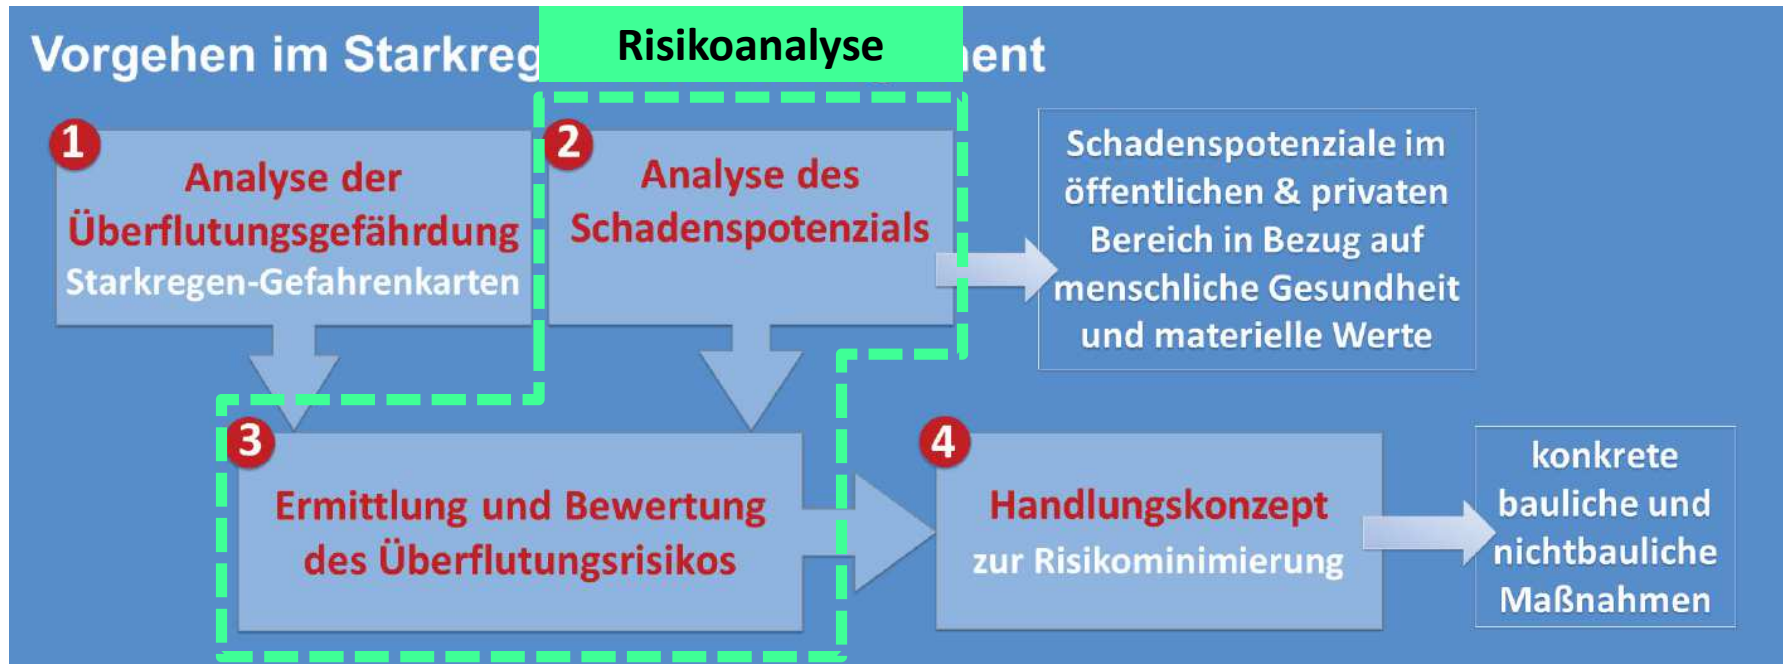 Vorgehen im Starkreg
Risikoanalyse
ent
1
Analyse der
Überflutungsgefährdung
Starkregen-Gefahrenkarten
2
Analyse des
Schadenspotenzials
Schadenspotenziale im
öffentlichen & privaten
Bereich in Bezug auf
menschliche Gesundheit
und materielle Werte
3
Ermittlung und Bewertung
des Überflutungsrisikos
4
Handlungskonzept
zur Risikominimierung
konkrete
bauliche und
nichtbauliche
Maßnahmen